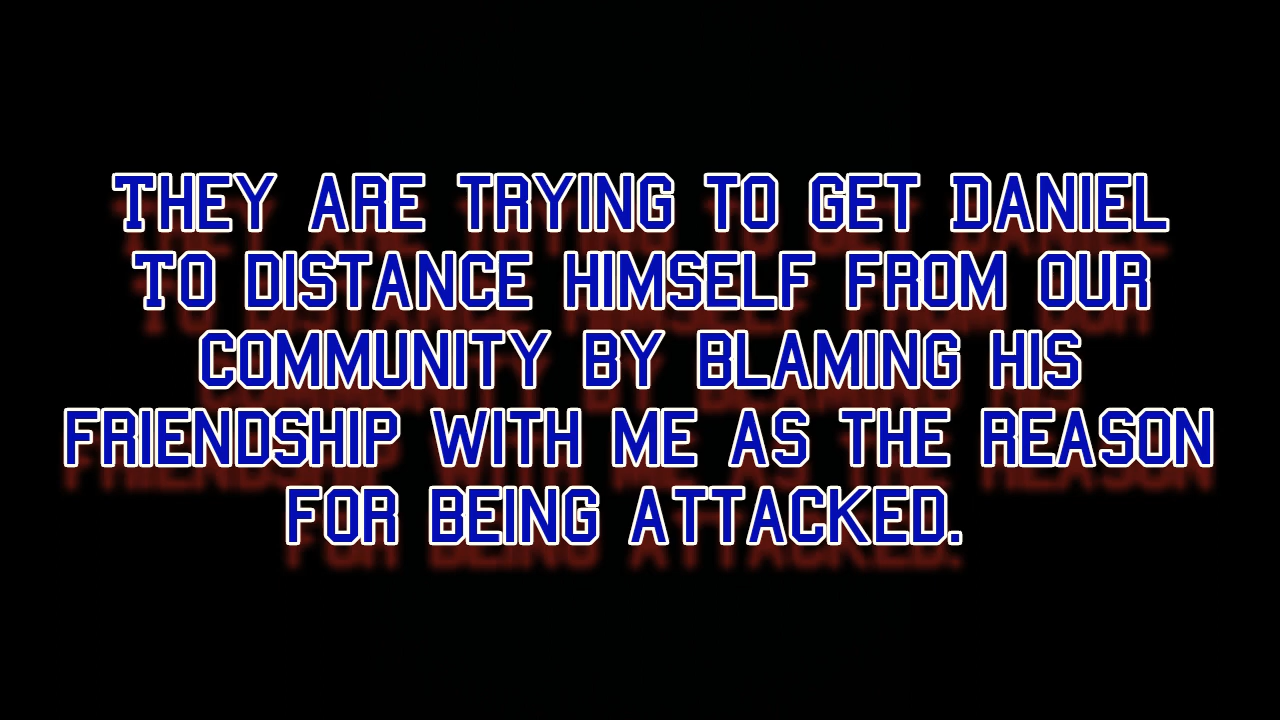 THEY ARE TRYING TO GET DANIEL
TO DISTANCE HIMSELF FROM OUR
COMMUNITY BY BLAMING HIS
FRIENDSHIP WITH ME AS THE REASON
FOR BEING ATTACKED.